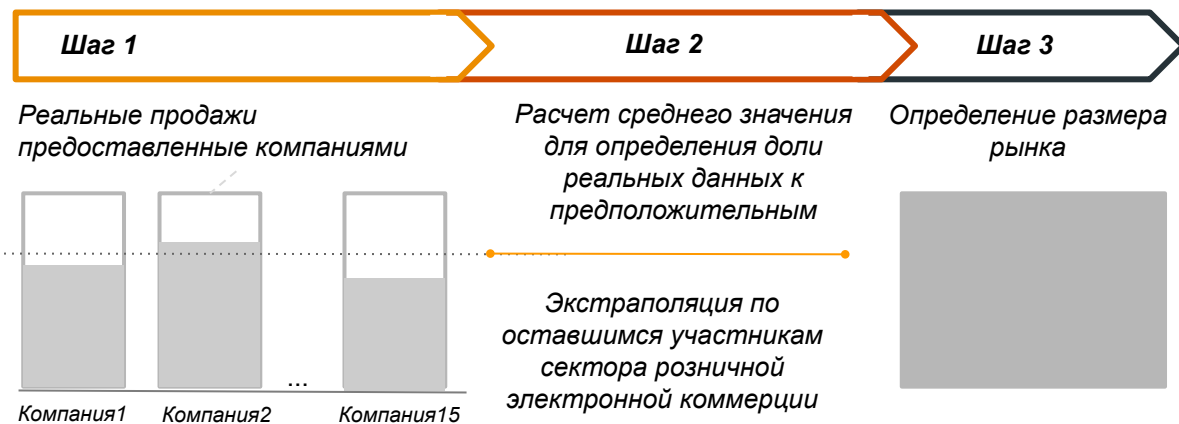 Шаг 1
Шаг 2
Шаг 3
Реальные продажи
предоставленные компаниями
Расчет среднего значения
для определения доли
реальных данных к
предположительным
Определение размера
рынка
Экстраполяция по
оставшимся участникам
сектора розничной
электронной коммерции
...
Компания1
Компания2
Компания15